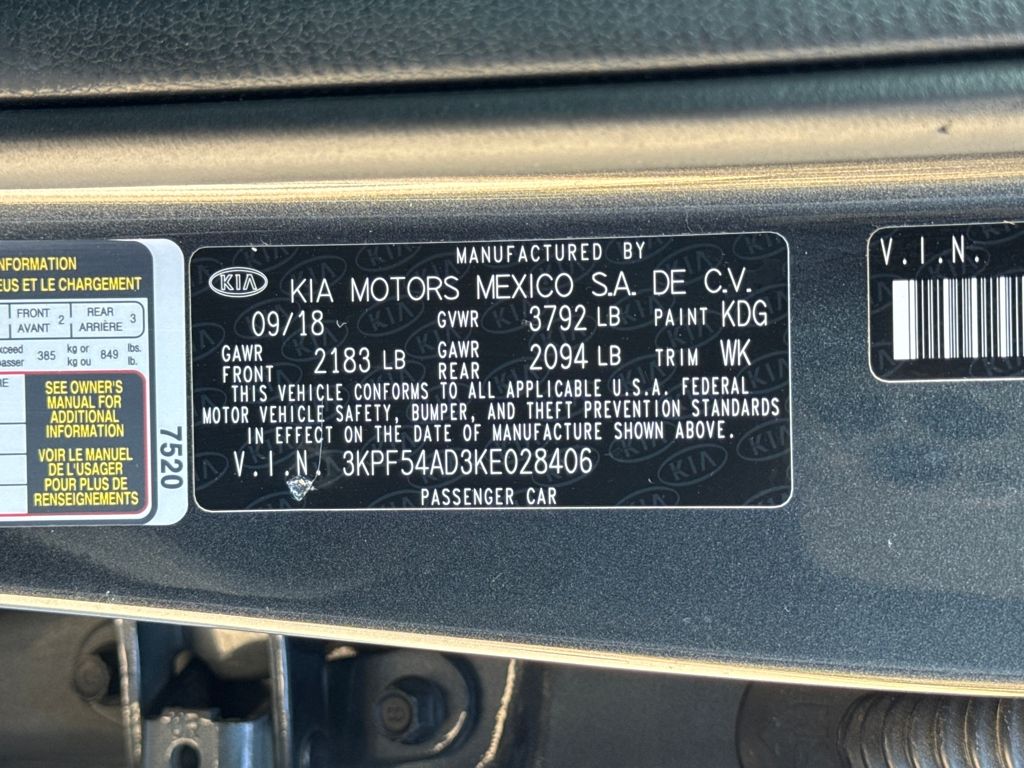 NFORMATION
EUS ET LE CHARGEMENT
FRONT AVANT 2 REAR ARRIÈRE 3
385 kg or kg ou 849 lbs. lb.
SEE OWNER'S
MANUAL FOR
ADDITIONAL
INFORMATION
VOIR LE MANUEL
DE L'USAGER
POUR PLUS DE
RENSEIGNEMENTS
7520
MANUFACTURED BY
KIA KIA MOTORS MEXICO S.A. DE C.V.
09/18 GVWR 3792 LB PAINT KDG
GAWR FRONT 2183 LB GAWR REAR 2094 LB TRIM WK
THIS VEHICLE CONFORMS TO ALL APPLICABLE U.S.A. FEDERAL
MOTOR VEHICLE SAFETY, BUMPER, AND THEFT PREVENTION STANDARDS
IN EFFECT ON THE DATE OF MANUFACTURE SHOWN ABOVE.
V.I.N. 3KPF54AD3KE028406
PASSENGER CAR
V.I.N.